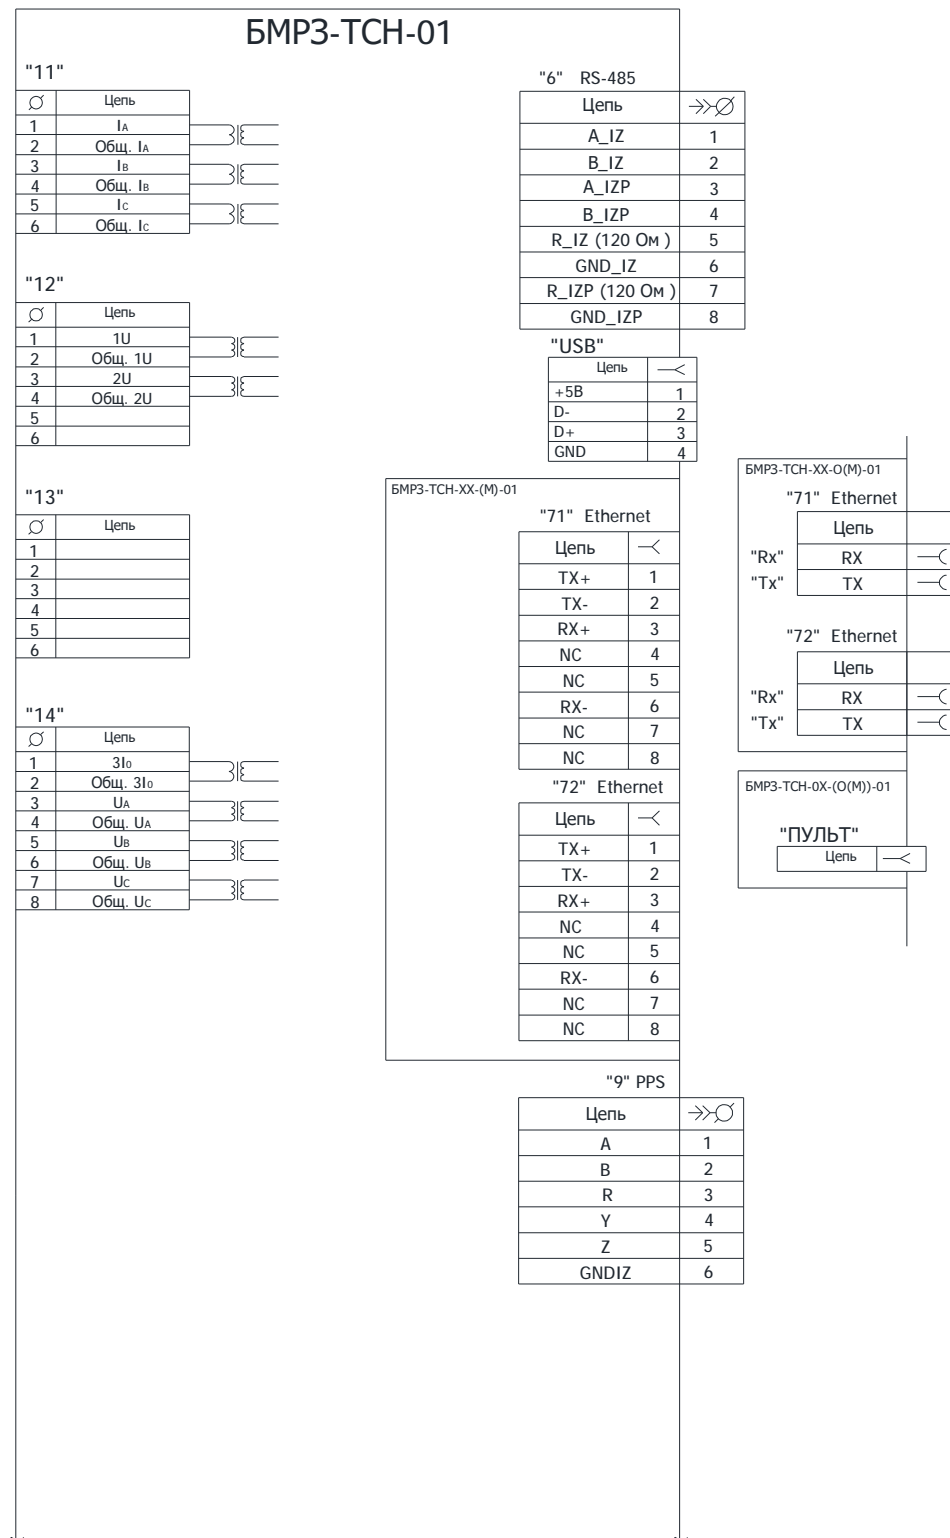 БМРЗ-ТСН-01
"11"
Цепь
1 IA
2 Общ. IA
3 IB
4 Общ. IB
5 IC
6 Общ. IC
"12"
Цепь
1 1U
2 Общ. 1U
3 2U
4 Общ. 2U
5
6
"13"
Цепь
1
2
3
4
5
6
"14"
Цепь
1 3I0
2 Общ. 3I0
3 UA
4 Общ. UA
5 UB
6 Общ. UB
7 UC
8 Общ. UC
"6" RS-485
Цепь
A_IZ 1
B_IZ 2
A_IZP 3
B_IZP 4
R_IZ (120 Ом ) 5
GND_IZ 6
R_IZP (120 Ом ) 7
GND_IZP 8
"USB"
Цепь
+5В 1
D- 2
D+ 3
GND 4
БМРЗ-ТСН-ХХ-(М)-01
"71" Ethernet
Цепь
TX+ 1
TX- 2
RX+ 3
NC 4
NC 5
RX- 6
NC 7
NC 8
"72" Ethernet
Цепь
TX+ 1
TX- 2
RX+ 3
NC 4
NC 5
RX- 6
NC 7
NC 8
"9" PPS
Цепь
A 1
B 2
R 3
Y 4
Z 5
GNDIZ 6
БМРЗ-ТСН-ХХ-О(М)-01
"71" Ethernet
Цепь
"Rx" RX
"Tx" TX
"72" Ethernet
Цепь
"Rx" RX
"Tx" TX
БМРЗ-ТСН-0Х-(О(М))-01
"ПУЛЬТ"
Цепь